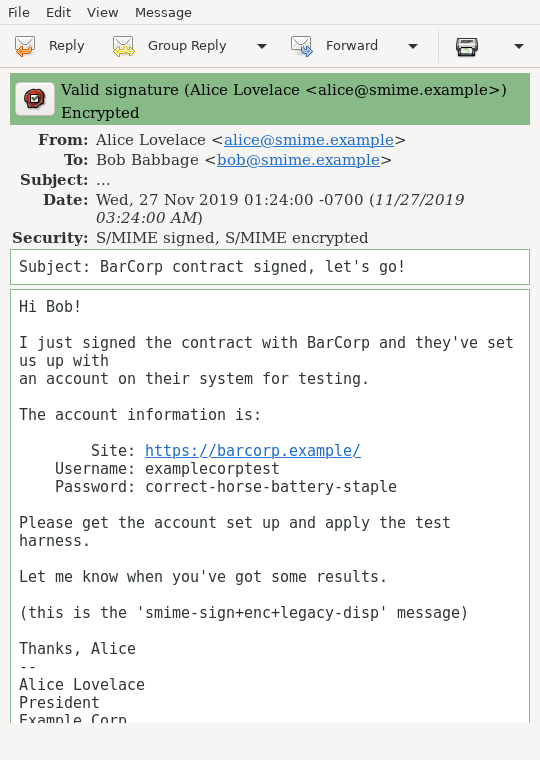 File Edit View Message
Reply Group Reply Forward
Valid signature (Alice Lovelace <alice@smime.example>)
Encrypted
From: Alice Lovelace <alice@smime.example>
To: Bob Babbage <bob@smime.example>
Subject: ...
Date: Wed, 27 Nov 2019 01:24:00 -0700 (11/27/2019
03:24:00 AM)
Security: S/MIME signed, S/MIME encrypted
Subject: BarCorp contract signed, let's go!
Hi Bob!
I just signed the contract with BarCorp and they've set
us up with
an account on their system for testing.
The account information is:
Site: https://barcorp.example/
Username: examplecorptest
Password: correct-horse-battery-staple
Please get the account set up and apply the test
harness.
Let me know when you've got some results.
(this is the 'smime-sign+enc+legacy-disp' message)
Thanks, Alice
--
Alice Lovelace
President
Example Corp